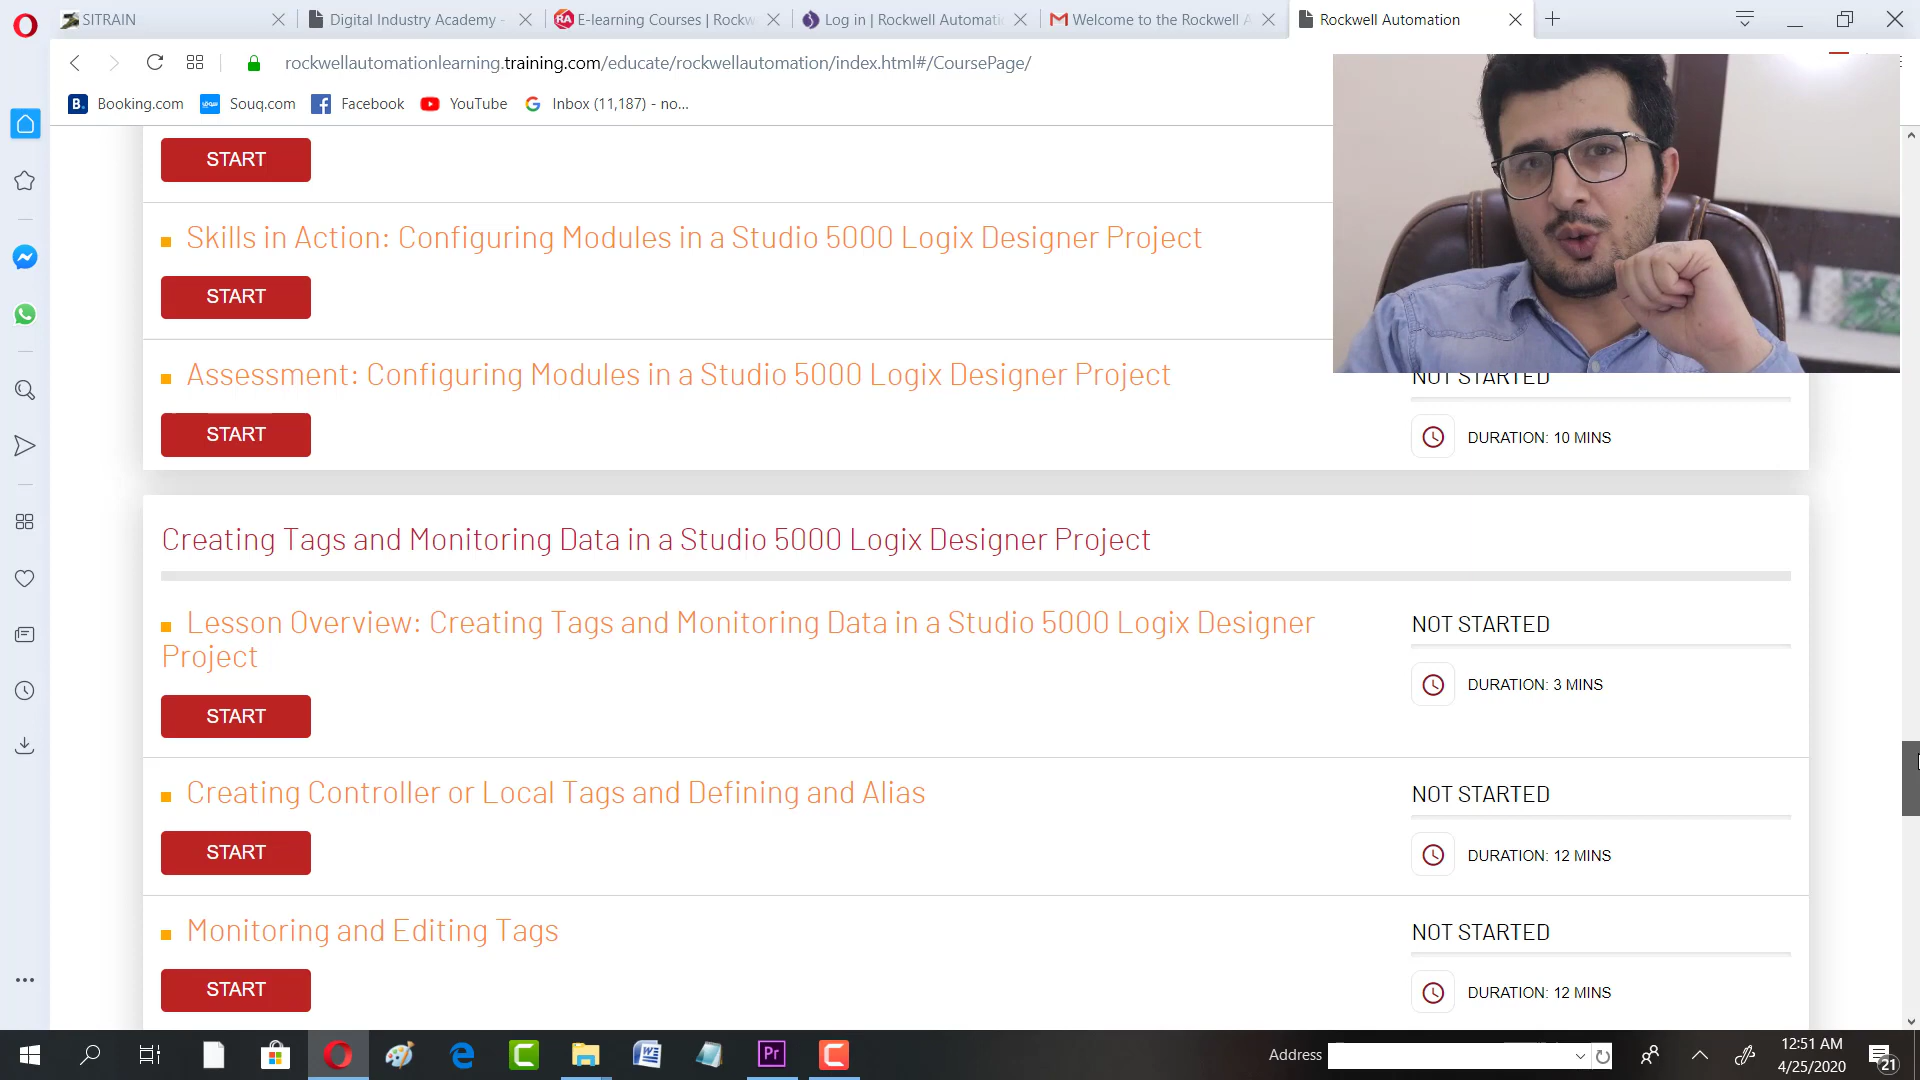 SITRAIN
Digital Industry Academy -
RA E-learning Courses | Rockw
Log in | Rockwell Automati
Welcome to the Rockwell A
Rockwell Automation
rockwellautomationlearning.training.com/educate/rockwellautomation/index.html#/CoursePage/
B. Booking.com
Souq.com
Facebook
YouTube
Inbox (11,187) - no...
START
Skills in Action: Configuring Modules in a Studio 5000 Logix Designer Project
START
Assessment: Configuring Modules in a Studio 5000 Logix Designer Project
NOT STARTED
START
DURATION: 10 MINS
Creating Tags and Monitoring Data in a Studio 5000 Logix Designer Project
Lesson Overview: Creating Tags and Monitoring Data in a Studio 5000 Logix Designer
Project
NOT STARTED
DURATION: 3 MINS
START
Creating Controller or Local Tags and Defining and Alias
NOT STARTED
START
DURATION: 12 MINS
Monitoring and Editing Tags
NOT STARTED
START
DURATION: 12 MINS
Pr
Address
12:51 AM
4/25/2020
21